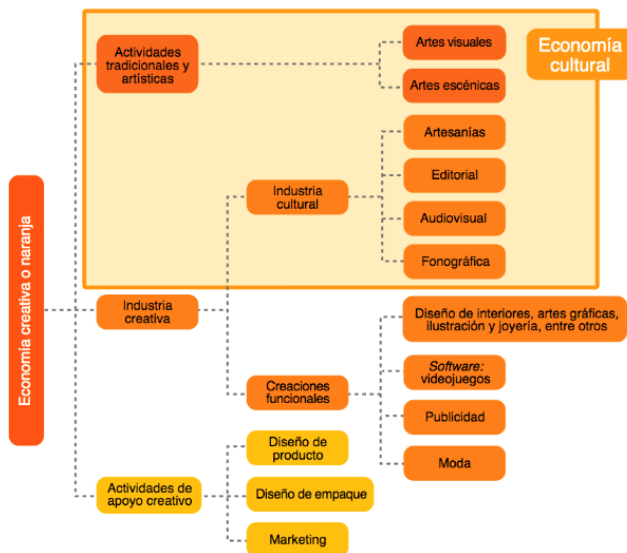 Economía creativa o naranja
Actividades
tradicionales y
artísticas
Artes visuales
Artes escénicas
Economía
cultural
Industria
cultural
Artesanías
Editorial
Audiovisual
Fonográfica
Industria
creativa
Creaciones
funcionales
Diseño de interiores, artes gráficas,
ilustración y joyería, entre otros
Software:
videojuegos
Publicidad
Moda
Actividades de
apoyo creativo
Diseño de
producto
Diseño de empaque
Marketing